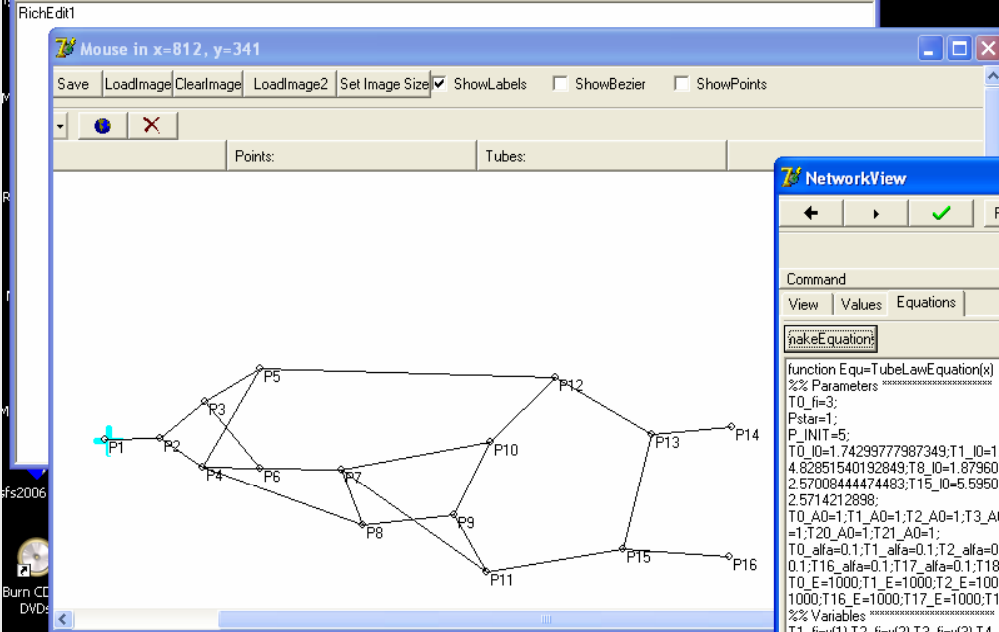 RichEdit1
Mouse in x=812, y=341
Save LoadImage ClearImage LoadImage2 Set Image Size ShowLabels ShowBezier ShowPoints
Points: Tubes:
NetworkView
Command
View Values Equations
makeEquation
function Equ=TubeLawEquation(x)
%% Parameters **********************
T0_fi=3;
Pstar=1;
P_INIT=5;
T0_l0=1.74299777987349;T1_l0=1
4.82851540192849;T8_l0=1.87960
2.57008444474483;T15_l0=5.5950
2.5714212898;
T0_A0=1;T1_A0=1;T2_A0=1;T3_A0
=1;T20_A0=1;T21_A0=1;
T0_alfa=0.1;T1_alfa=0.1;T2_alfa=0
0.1;T16_alfa=0.1;T17_alfa=0.1;T18
T0_E=1000;T1_E=1000;T2_E=100
1000;T16_E=1000;T17_E=1000;T1
%% Variables *************************
P5
P12
P3
P1
P2
P13
P14
P10
P4
P6
P7
P9
P8
P15
P16
P11
sfs2006
Burn CD
DVDs